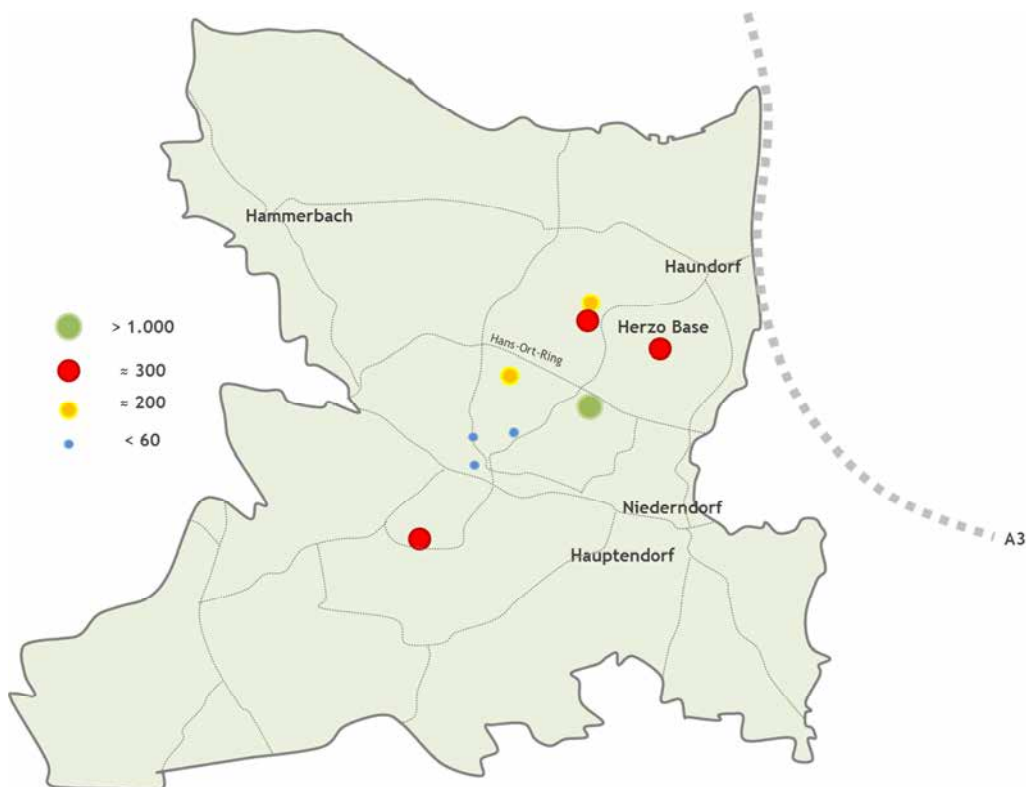 Hammerbach
Haundorf
Herzo Base
Hans-Ort-Ring
> 1.000
≈ 300
≈ 200
< 60
Niederndorf
A3
Hauptendorf